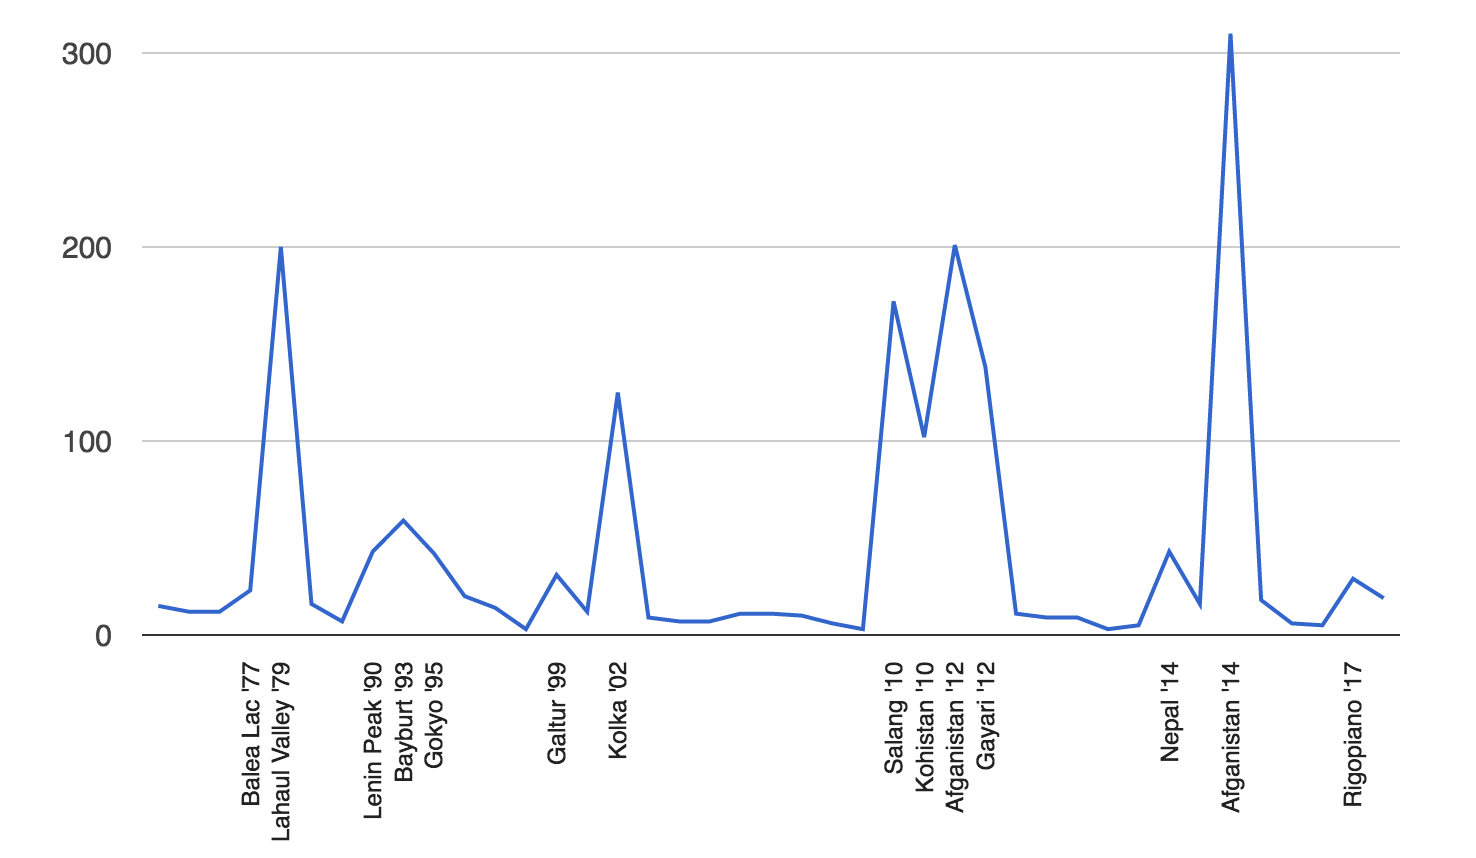 300
200
100
0
Balea Lac '77
Lahaul Valley '79
Lenin Peak '90
Bayburt '93
Gokyo '95
Galtur '99
Kolka '02
Salang '10
Kohistan '10
Afganistan '12
Gayari '12
Nepal '14
Afganistan '14
Rigopiano '17